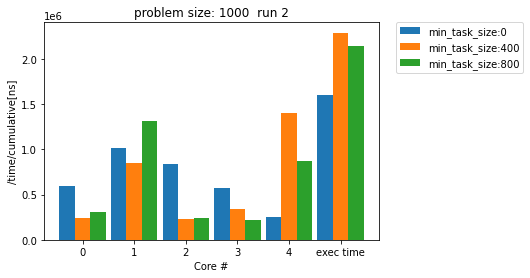 problem size: 1000  run 2
1e6
min_task_size:0
min_task_size:400
min_task_size:800
2.0
1.5
1.0
0.5
0.0
/time/cumulative[ns]
0 1 2 3 4 exec time
Core #